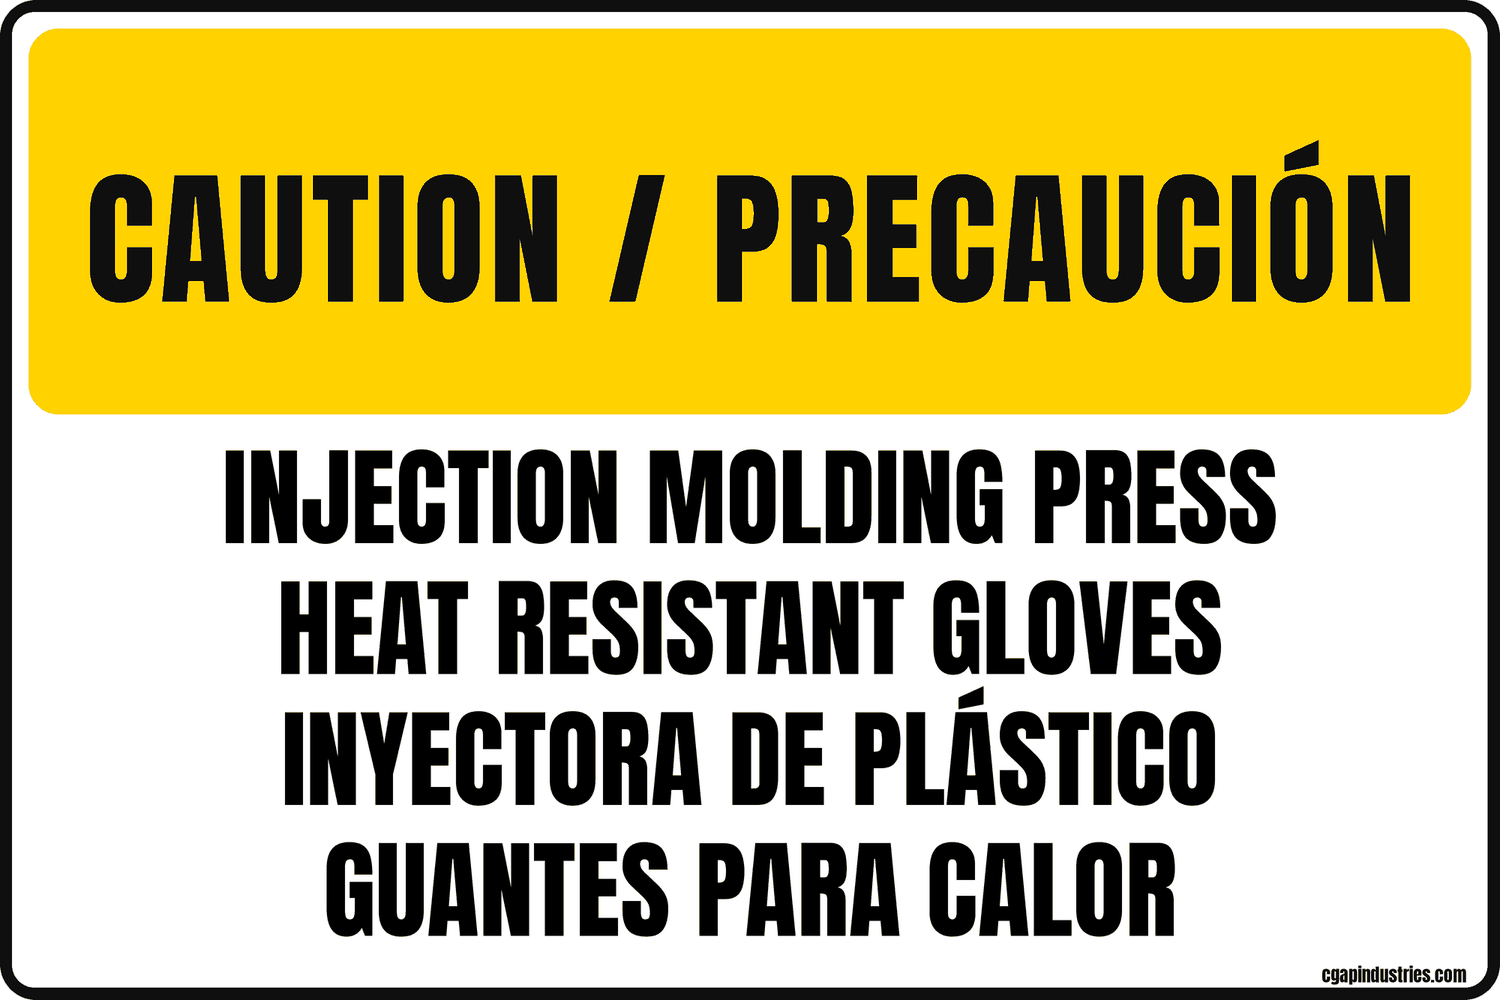 CAUTION / PRECAUCIÓN
INJECTION MOLDING PRESS
HEAT RESISTANT GLOVES
INYECTORA DE PLÁSTICO
GUANTES PARA CALOR
cgapindustries.com